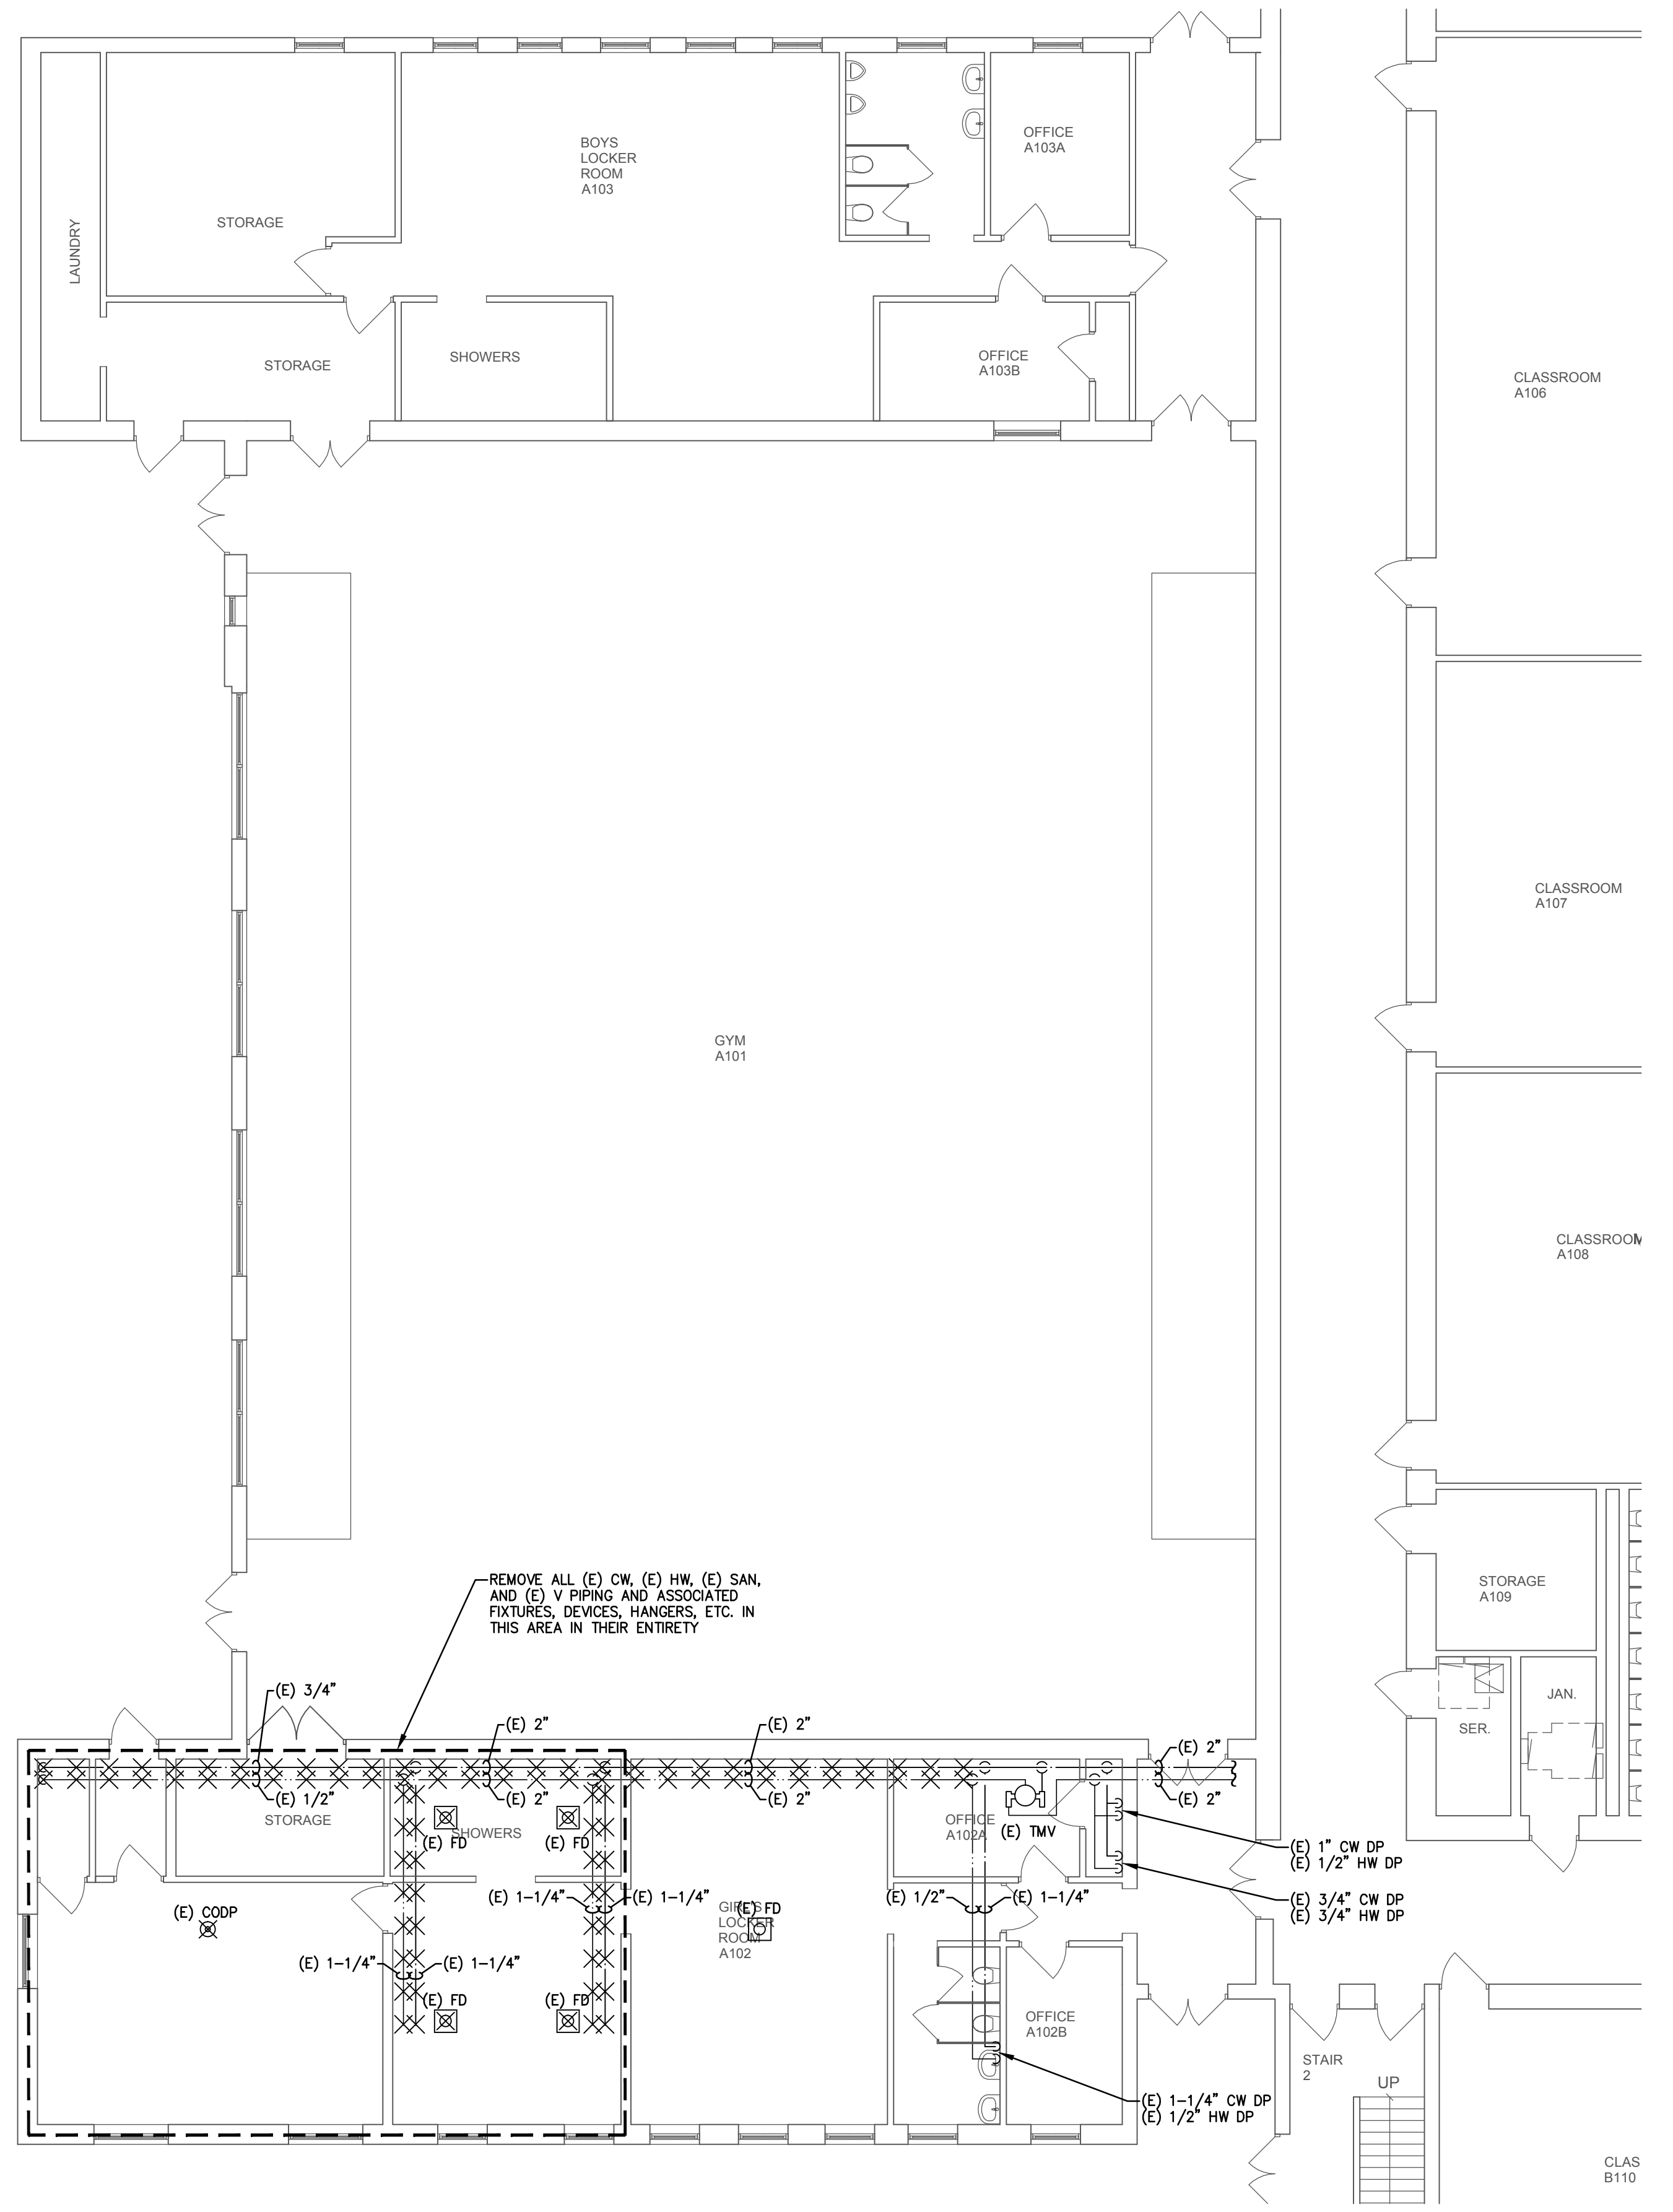 BOYS
LOCKER
ROOM
A103
OFFICE
A103A
STORAGE
LAUNDRY
STORAGE
SHOWERS
OFFICE
A103B
CLASSROOM
A106
CLASSROOM
A107
GYM
A101
CLASSROOM
A108
REMOVE ALL (E) CW, (E) HW, (E) SAN,
AND (E) V PIPING AND ASSOCIATED
FIXTURES, DEVICES, HANGERS, ETC. IN
THIS AREA IN THEIR ENTIRETY
STORAGE
A109
JAN.
SER.
(E) 3/4"
(E) 2"
(E) 2"
(E) 2"
(E) 1/2"
(E) 2"
(E) 2"
(E) 2"
STORAGE
SHOWERS
(E) FD
(E) FD
OFFICE
A102A
(E) TMV
(E) 1" CW DP
(E) 1/2" HW DP
(E) 3/4" CW DP
(E) 3/4" HW DP
(E) 1-1/4"
(E) 1-1/4"
(E) 1/2"
(E) 1-1/4"
(E) CODP
(E) FD
GIRLS
LOCKER
ROOM
A102
(E) 1-1/4"
(E) 1-1/4"
(E) FD
(E) FD
OFFICE
A102B
STAIR
2
UP
(E) 1-1/4" CW DP
(E) 1/2" HW DP
CLAS
B110